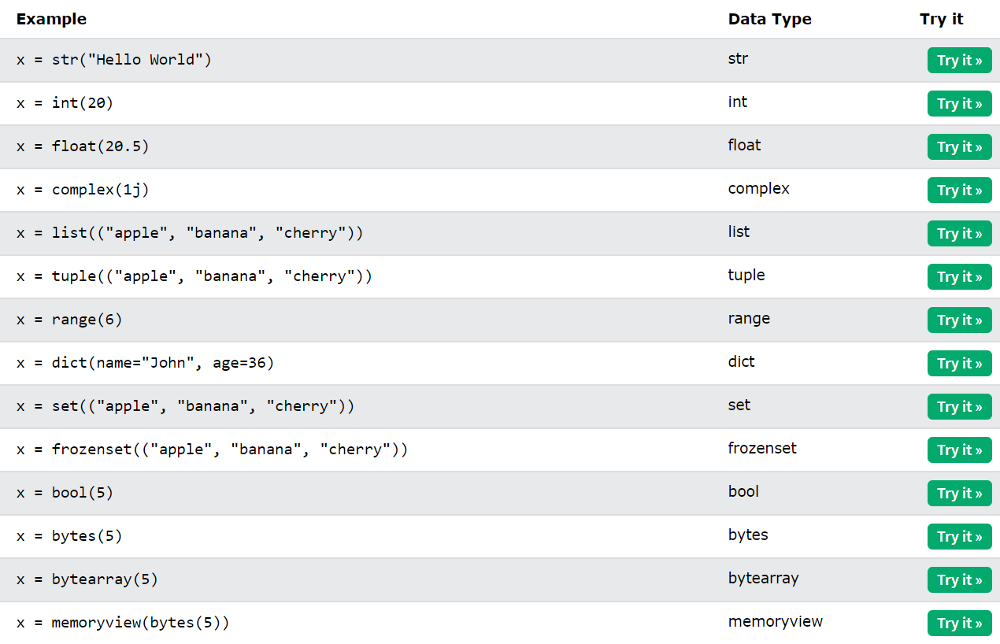 Example Data Type Try it
x = str("Hello World") str Try it »
x = int(20) int Try it »
x = float(20.5) float Try it »
x = complex(1j) complex Try it »
x = list(("apple", "banana", "cherry")) list Try it »
x = tuple(("apple", "banana", "cherry")) tuple Try it »
x = range(6) range Try it »
x = dict(name="John", age=36) dict Try it »
x = set(("apple", "banana", "cherry")) set Try it »
x = frozenset(("apple", "banana", "cherry")) frozenset Try it »
x = bool(5) bool Try it »
x = bytes(5) bytes Try it »
x = bytearray(5) bytearray Try it »
x = memoryview(bytes(5)) memoryview Try it »